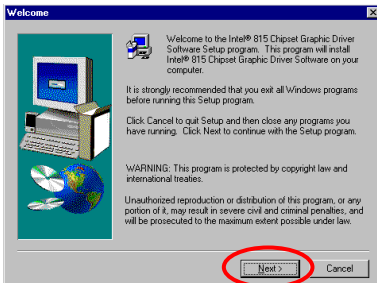 Welcome
Welcome to the Intel® 815 Chipset Graphic Driver
Software Setup program. This program will install
Intel® 815 Chipset Graphic Driver Software on your
computer.
It is strongly recommended that you exit all Windows programs
before running this Setup program.
Click Cancel to quit Setup and then close any programs you
have running. Click Next to continue with the Setup program.
WARNING: This program is protected by copyright law and
international treaties.
Unauthorized reproduction or distribution of this program, or any
portion of it, may result in severe civil and criminal penalties, and
will be prosecuted to the maximum extent possible under law.
Next > Cancel